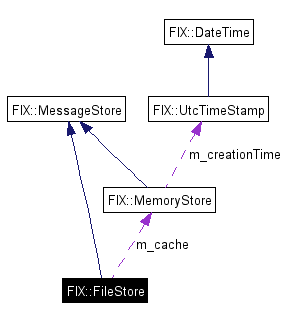 FIX::DateTime
FIX::MessageStore
FIX::UtcTimeStamp
m_creationTime
FIX::MemoryStore
m_cache
FIX::FileStore